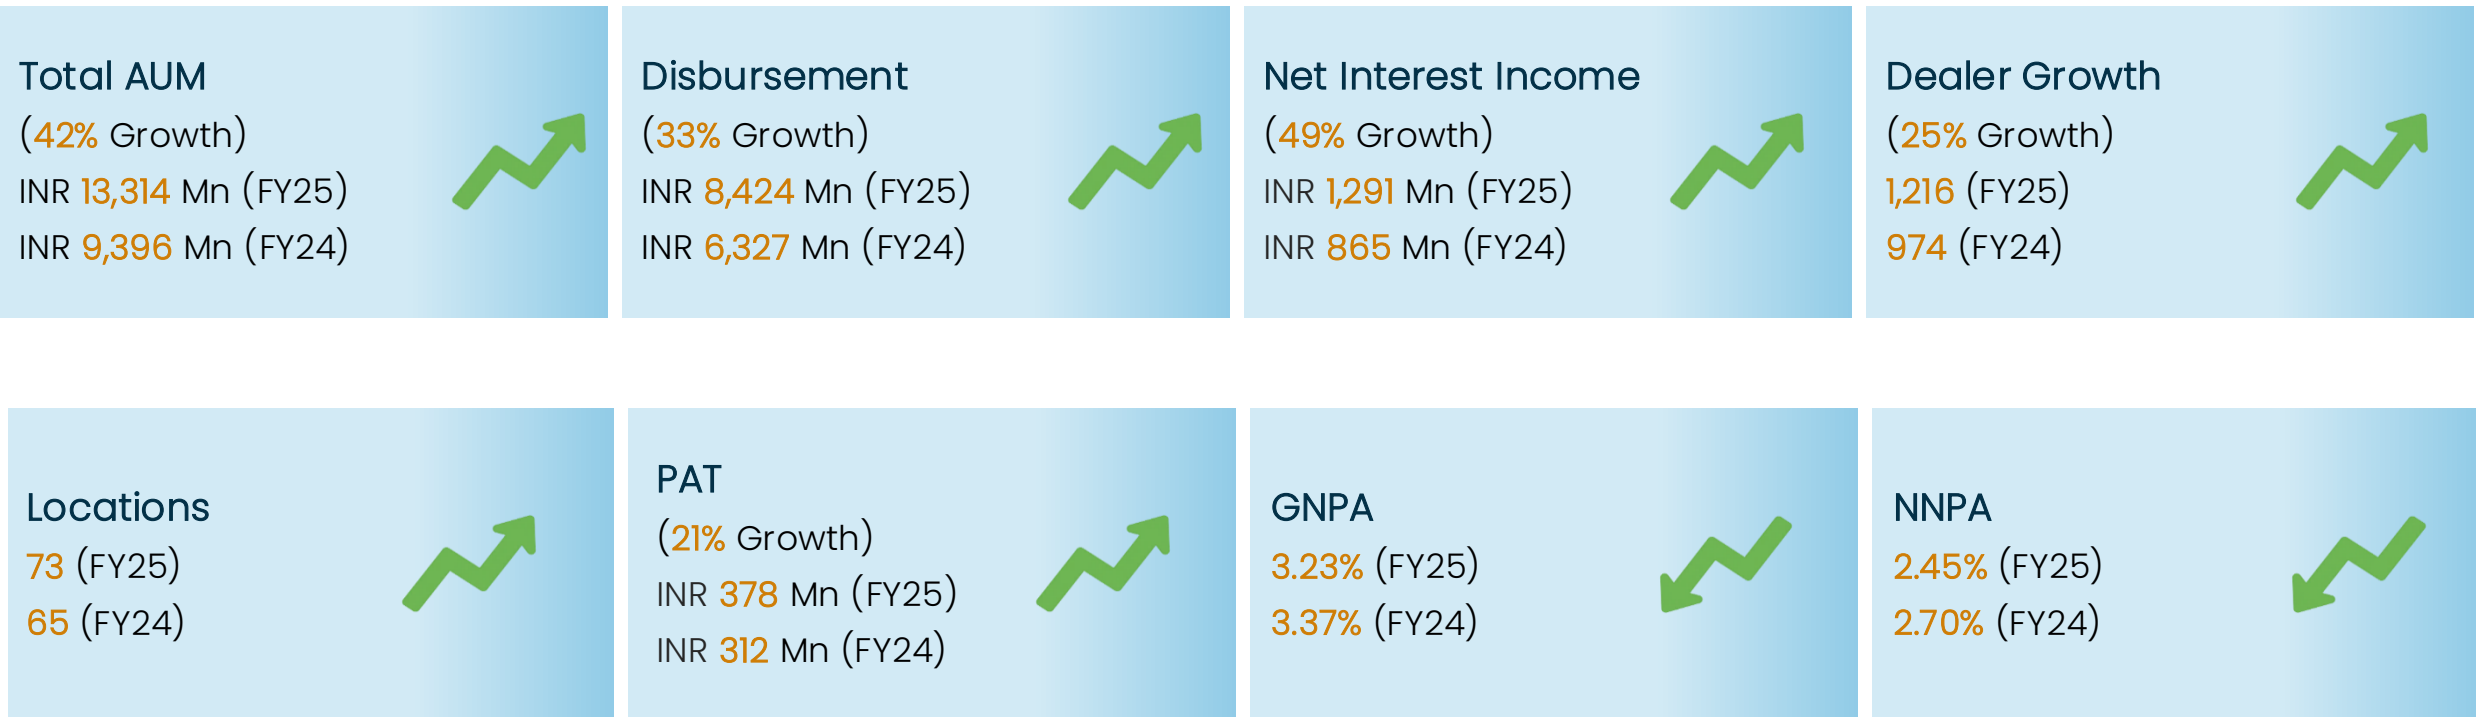 Total AUM
(42% Growth)
INR 13,314 Mn (FY25)
INR 9,396 Mn (FY24)
Disbursement
(33% Growth)
INR 8,424 Mn (FY25)
INR 6,327 Mn (FY24)
Net Interest Income
(49% Growth)
INR 1,291 Mn (FY25)
INR 865 Mn (FY24)
Dealer Growth
(25% Growth)
1,216 (FY25)
974 (FY24)
Locations
73 (FY25)
65 (FY24)
PAT
(21% Growth)
INR 378 Mn (FY25)
INR 312 Mn (FY24)
GNPA
3.23% (FY25)
3.37% (FY24)
NNPA
2.45% (FY25)
2.70% (FY24)